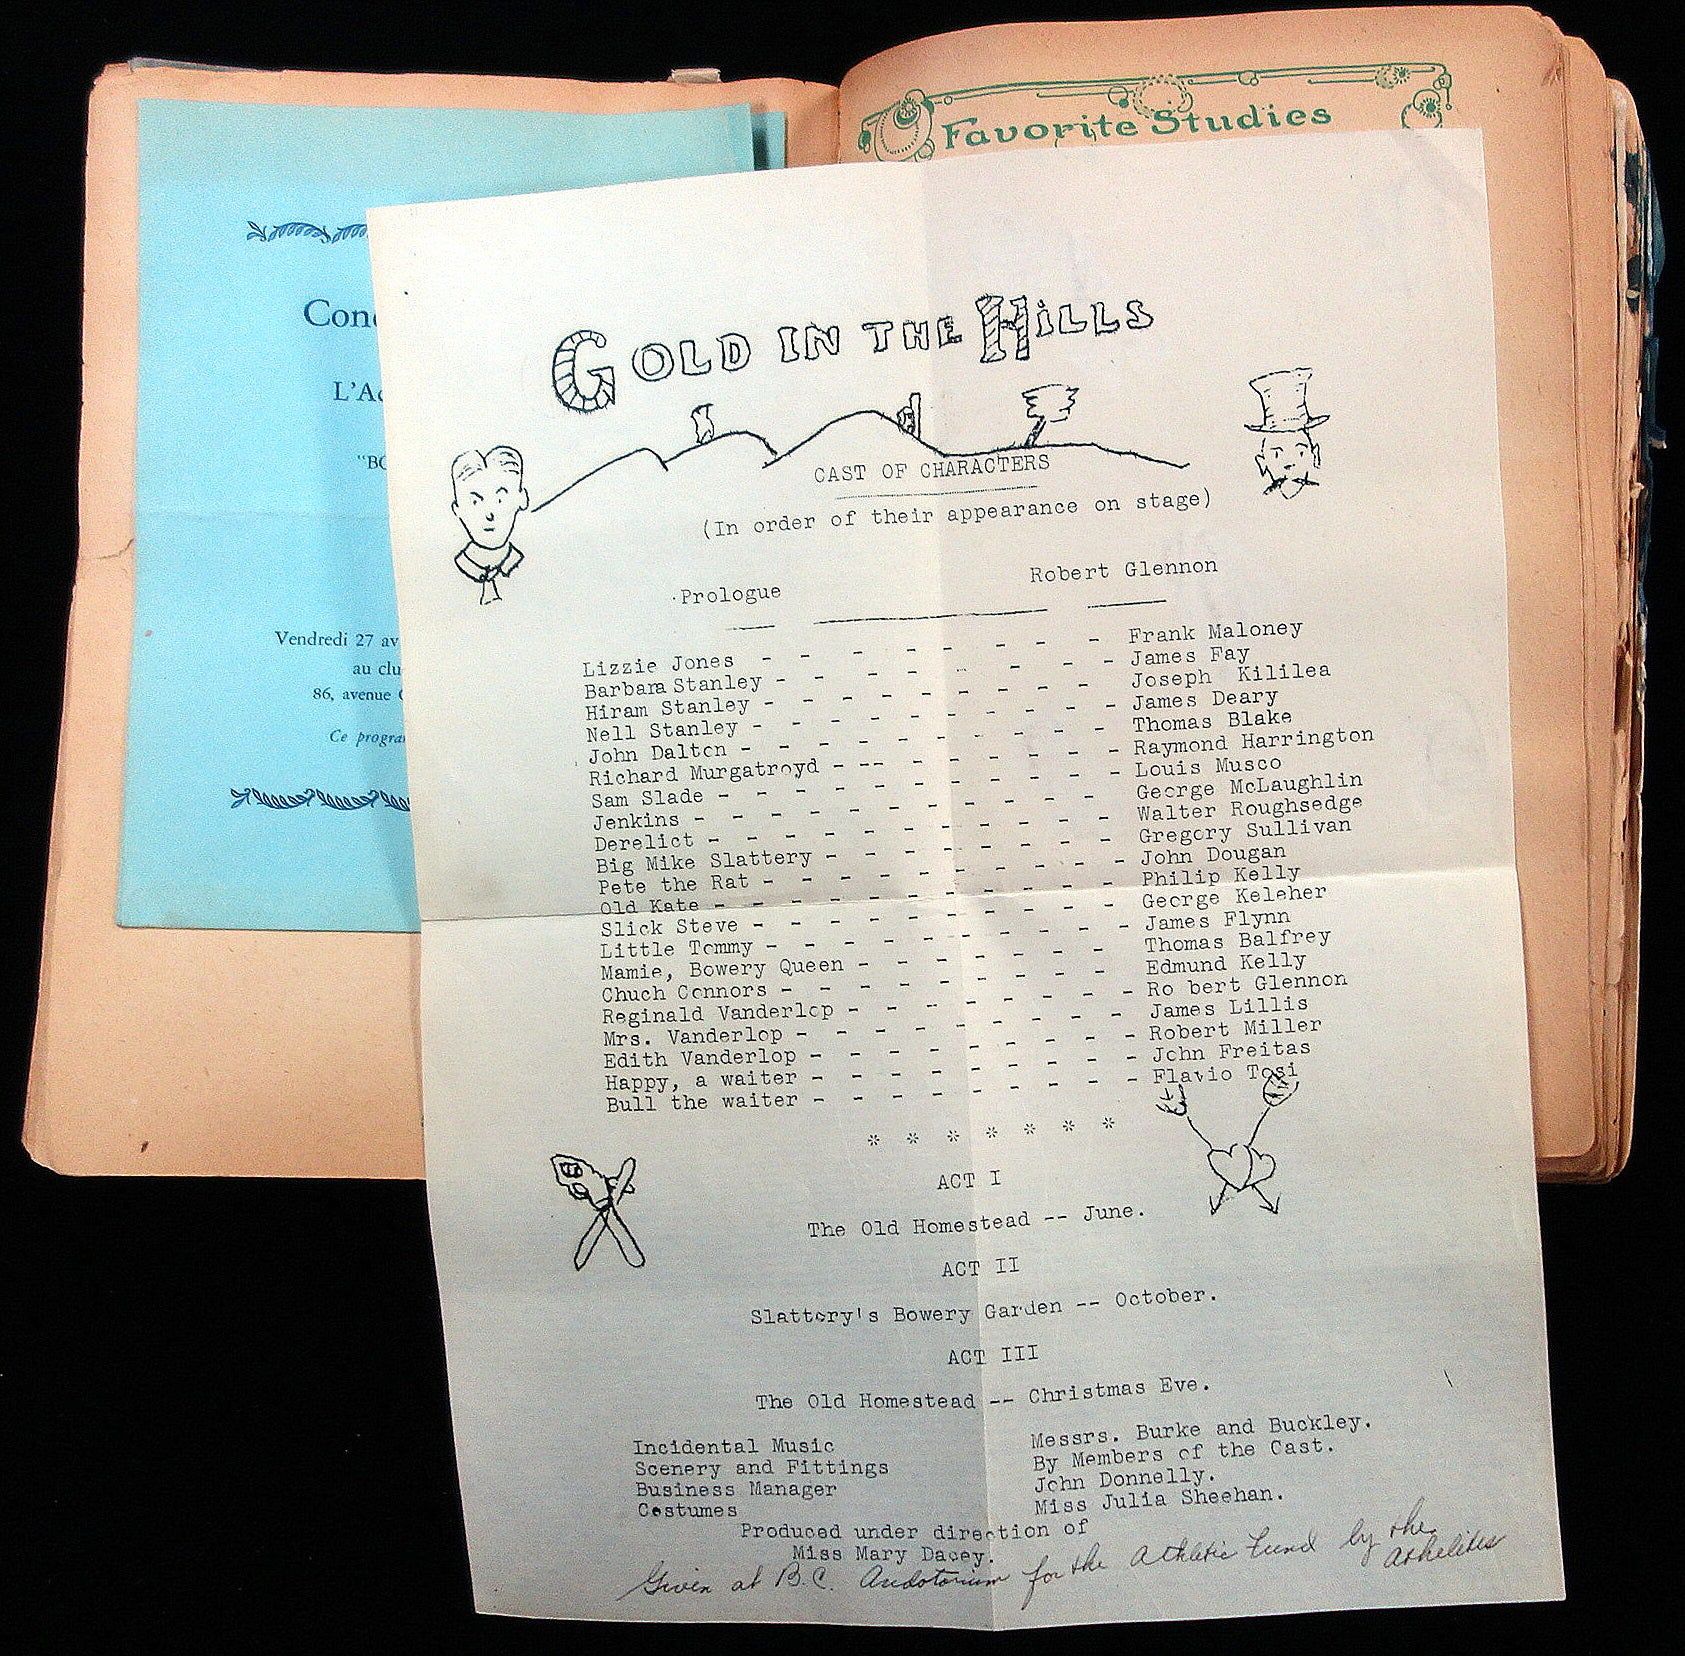 Vendredi 27
au
86, avenue
Ce
Favorite Studies
GOLD IN THE HILLS
CAST OF CHARACTERS
(In order of their appearance on stage)
Prologue Robert Glennon
Lizzie Jones - - - - - - - - Frank Maloney
Barbara Stanley - - - - - - - - James Fay
Hiram Stanley - - - - - - - - Joseph Kililea
Nell Stanley - - - - - - - - James Deary
John Dalton - - - - - - - - Thomas Blake
Richard Murgatroyd - -- - - - - - - Raymond Harrington
Sam Slade - - - - - - - - - Louis Musco
Jenkins - - - - - - - - - George McLaughlin
Derelict - - - - - - - - - Walter Roughsedge
Big Mike Slattery - - - - - - - Gregory Sullivan
Pete the Rat - - - - - - - - John Dougan
Old Kate - - - - - - - - - Philip Kelly
Slick Steve - - - - - - - - George Keleher
Little Tommy - - - - - - - - James Flynn
Mamie, Bowery Queen - - - - - - Thomas Balfrey
Chuch Connors - - - - - - - - Edmund Kelly
Reginald Vanderlop - - - - - - - Ro bert Glennon
Mrs. Vanderlop - - - - - - - - James Lillis
Edith Vanderlop - - - - - - - - Robert Miller
Happy, a waiter - - - - - - - - John Freitas
Bull the waiter - - - - - - - - Flavio Tosi
* * * * * * *
ACT I
The Old Homestead -- June.
ACT II
Slattery's Bowery Garden -- October.
ACT III
The Old Homestead -- Christmas Eve.
Incidental Music Messrs. Burke and Buckley.
Scenery and Fittings By Members of the Cast.
Business Manager John Donnelly.
Costumes Miss Julia Sheehan.
Produced under direction of
Miss Mary Dacey.
Given at B.C. Audotorium for the Athletic Fund by the athelites